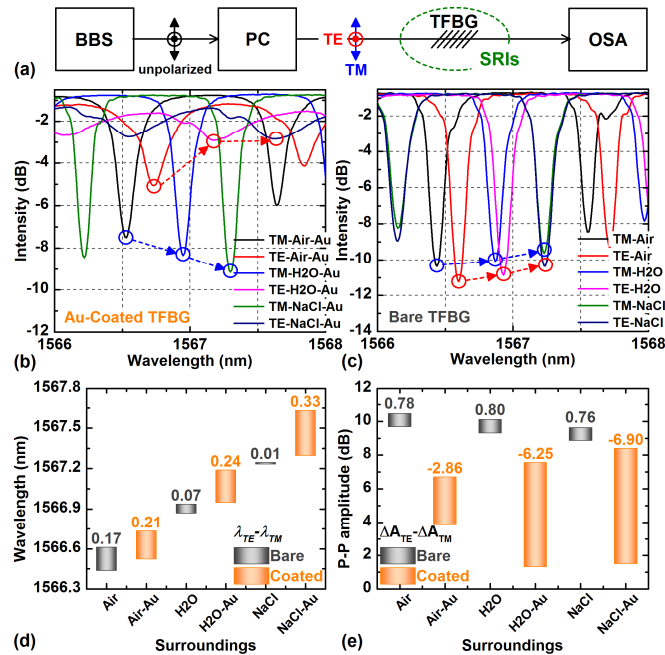 BBS
unpolarized
PC
TE
TM
TFBG
SRIs
OSA
(a)
Intensity (dB)
-2
-4
-6
-8
-10
-12
TM-Air-Au
TE-Air-Au
TM-H2O-Au
TE-H2O-Au
TM-NaCl-Au
TE-NaCl-Au
Au-Coated TFBG
1566
1567
1568
(b)
Wavelength (nm)
Intensity (dB)
-2
-4
-6
-8
-10
-12
-14
TM-Air
TE-Air
TM-H2O
TE-H2O
TM-NaCl
TE-NaCl
Bare TFBG
1566
1567
1568
(c)
Wavelength (nm)
Wavelength (nm)
1567.8
1567.5
1567.2
1566.9
1566.6
1566.3
0.17
0.21
0.07
0.24
0.01
0.33
λTE-λTM
Bare
Coated
Air
Air-Au
H2O
H2O-Au
NaCl
NaCl-Au
(d)
Surroundings
P-P amplitude (dB)
12
10
8
6
4
2
0
0.78
-2.86
0.80
-6.25
0.76
-6.90
ΔATE-ΔATM
Bare
Coated
Air
Air-Au
H2O
H2O-Au
NaCl
NaCl-Au
(e)
Surroundings